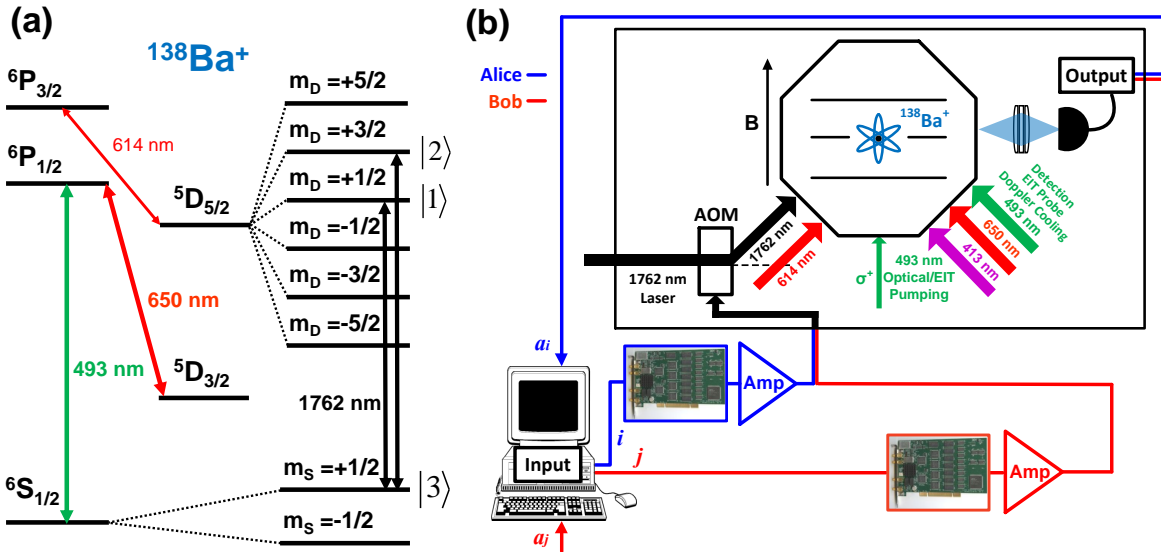 (a)
138Ba+
6P3/2
614 nm
6P1/2
5D5/2
mD =+5/2
mD =+3/2
|2⟩
mD =+1/2
|1⟩
mD =-1/2
mD =-3/2
mD =-5/2
650 nm
493 nm
5D3/2
1762 nm
6S1/2
mS =+1/2
|3⟩
mS =-1/2
(b)
Alice
Bob
B
138Ba+
Output
Detection
EIT Probe
Doppler Cooling
493 nm
650 nm
413 nm
AOM
1762 nm
1762 nm
Laser
614 nm
σ+
493 nm
Optical/EIT
Pumping
ai
Amp
i
j
Input
Amp
aj